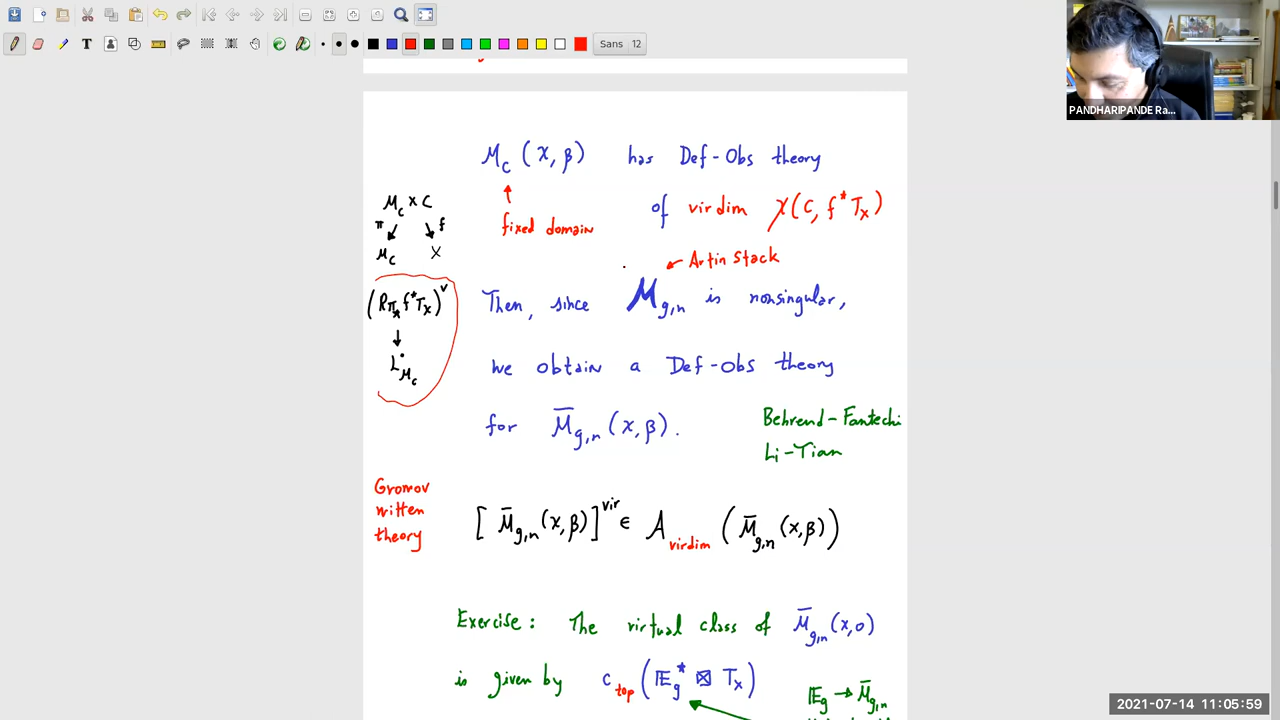 Sans 12
PANDHARIPANDE Ra...
M_C (X, β) has Def-Obs theory
↑
fixed domain
of virdim χ(C, f*T_X)
M_C × C
π ↙ ↘ f
M_C X
(Rπ_* f*T_X)^∨
↓
L^•_{M_C}
← Artin Stack
Then, since M_{g,n} is nonsingular,
we obtain a Def-Obs theory
for M̄_{g,n}(X,β).
Behrend-Fantechi
Li-Tian
Gromov
witten
theory
[M̄_{g,n}(X,β)]^{vir} ∈ A_{virdim} (M̄_{g,n}(X,β))
Exercise: The virtual class of M̄_{g,n}(X,0)
is given by c_{top}(𝔼_g^* ⊠ T_X)
𝔼_g → M̄_{g,n}
2021-07-14 11:05:59